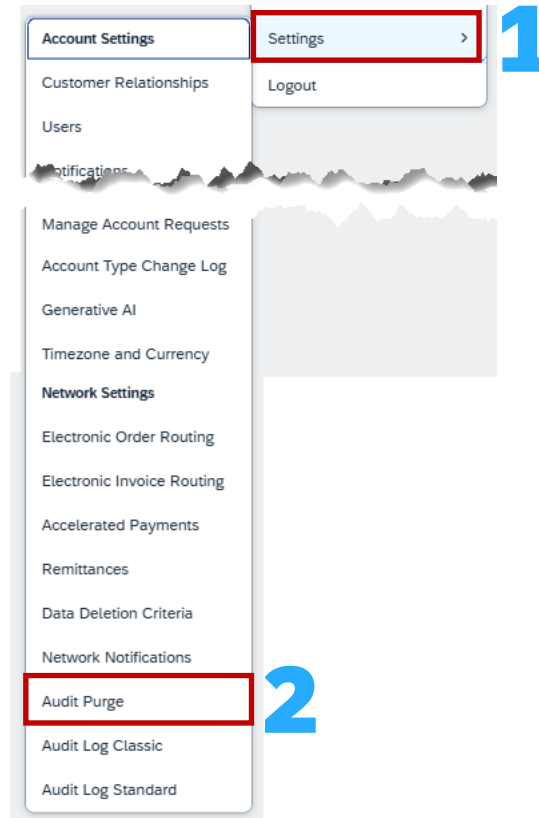 Account Settings
Settings
1
Customer Relationships
Logout
Users
Notifications
Manage Account Requests
Account Type Change Log
Generative AI
Timezone and Currency
Network Settings
Electronic Order Routing
Electronic Invoice Routing
Accelerated Payments
Remittances
Data Deletion Criteria
Network Notifications
Audit Purge
2
Audit Log Classic
Audit Log Standard